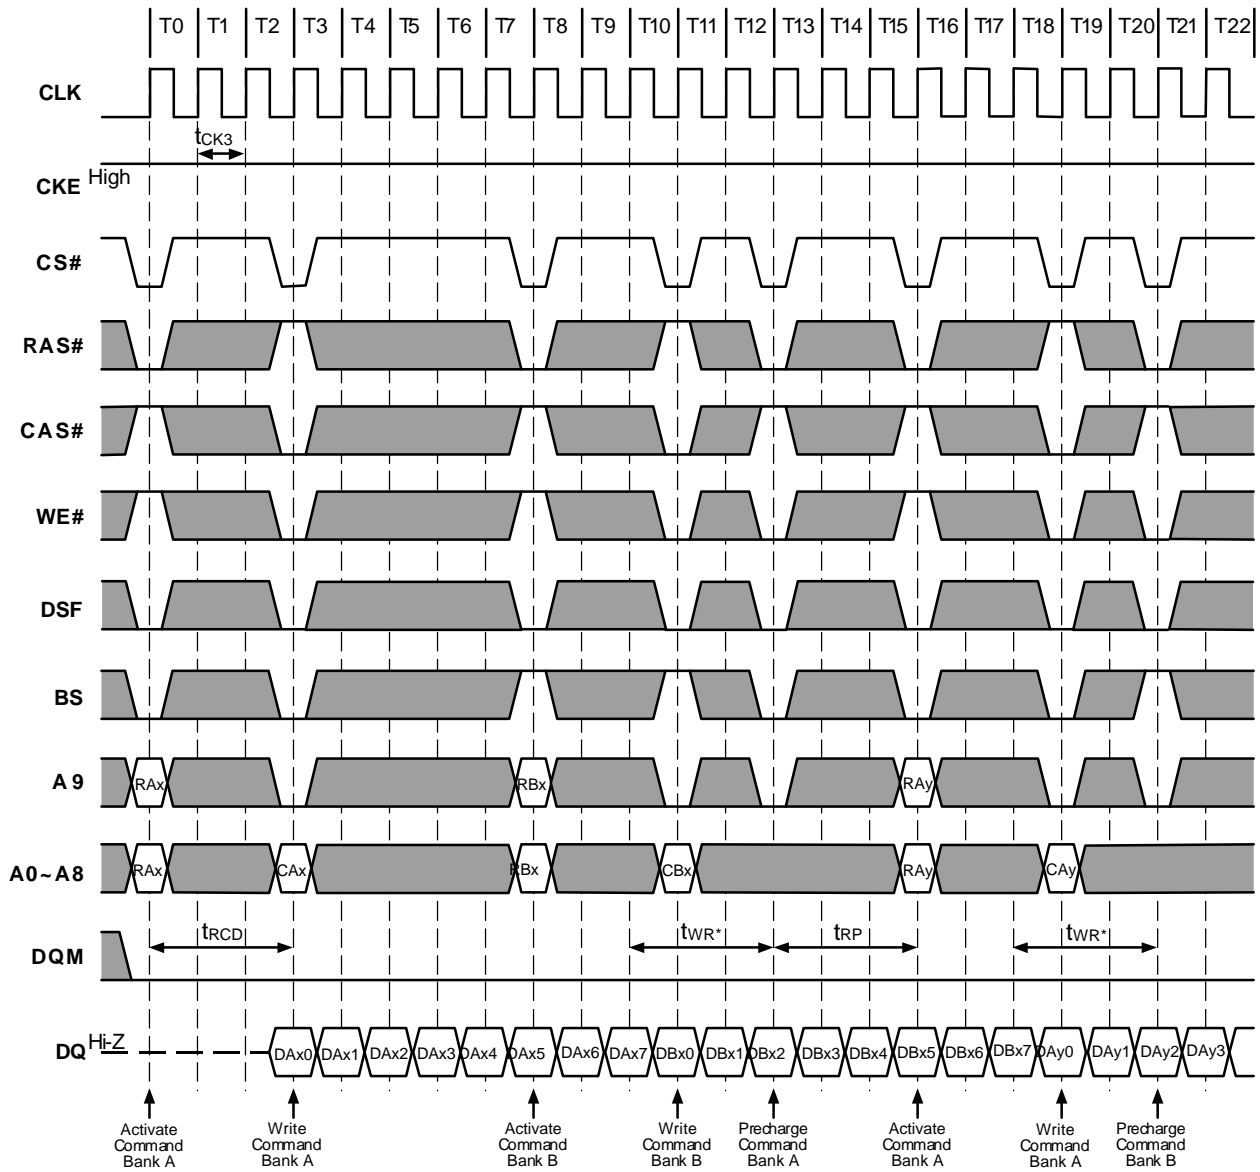 T0 T1 T2 T3 T4 T5 T6 T7 T8 T9 T10 T11 T12 T13 T14 T15 T16 T17 T18 T19 T20 T21 T22
CLK
tCK3
High
CKE
CS#
RAS#
CAS#
WE#
DSF
BS
A9 RAx RBx RAy
A0~A8 RAx CAx RBx CBx RAy CAy
tRCD tWR* tRP tWR*
DQM
Hi-Z
DQ DAx0 DAx1 DAx2 DAx3 DAx4 DAx5 DAx6 DAx7 DBx0 DBx1 DBx2 DBx3 DBx4 DBx5 DBx6 DBx7 DAy0 DAy1 DAy2 DAy3
Activate Write Activate Write Precharge Activate Write Precharge
Command Command Command Command Command Command Command Command
Bank A Bank A Bank B Bank B Bank A Bank A Bank A Bank B